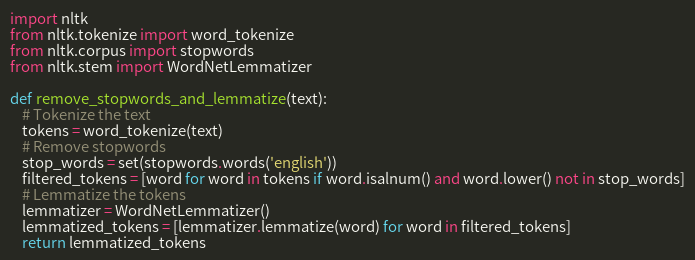 import nltk
from nltk.tokenize import word_tokenize
from nltk.corpus import stopwords
from nltk.stem import WordNetLemmatizer

def remove_stopwords_and_lemmatize(text):
    # Tokenize the text
    tokens = word_tokenize(text)
    # Remove stopwords
    stop_words = set(stopwords.words('english'))
    filtered_tokens = [word for word in tokens if word.isalnum() and word.lower() not in stop_words]
    # Lemmatize the tokens
    lemmatizer = WordNetLemmatizer()
    lemmatized_tokens = [lemmatizer.lemmatize(word) for word in filtered_tokens]
    return lemmatized_tokens